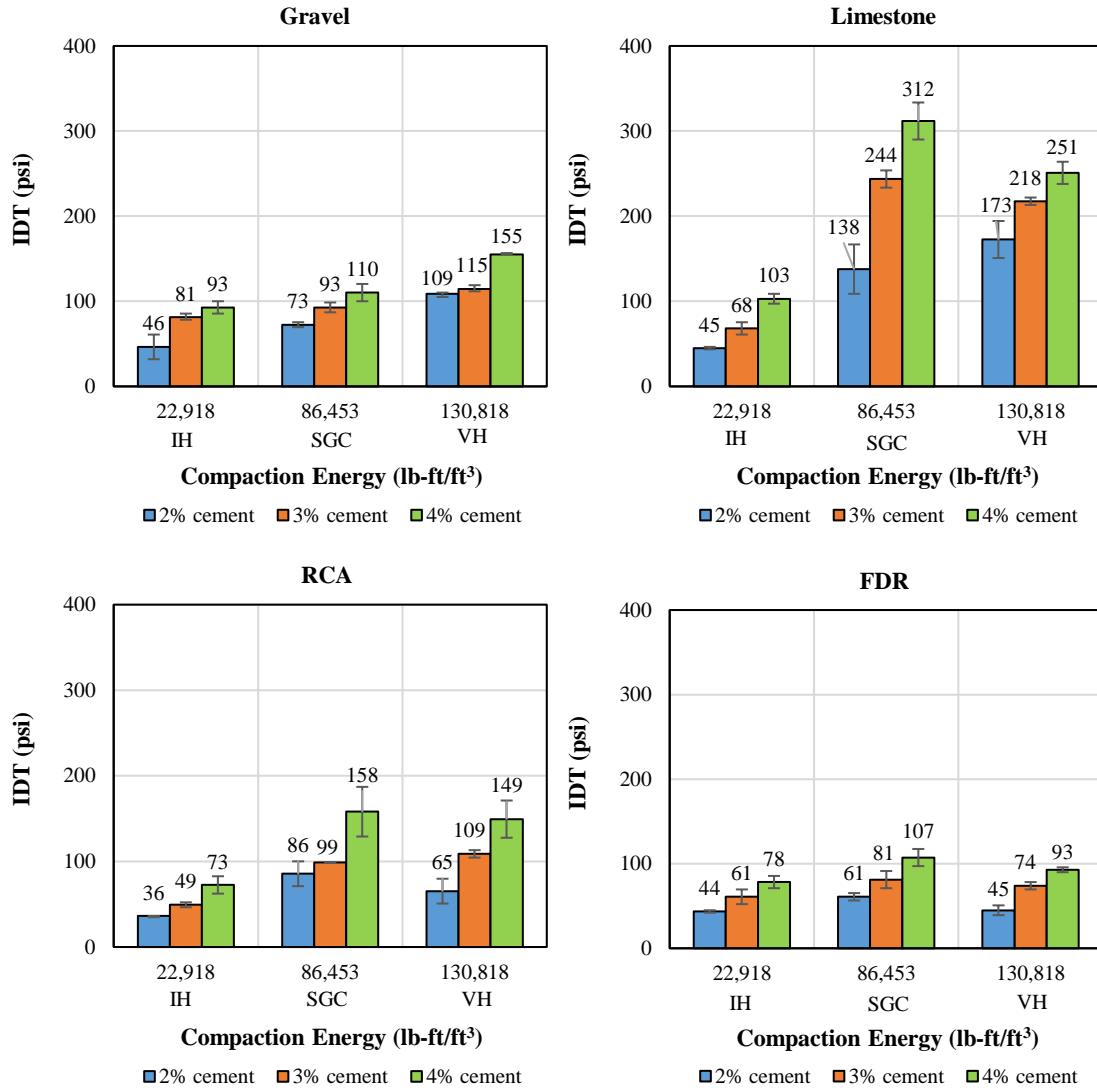 Gravel
400
300
200
100
0
IDT (psi)
46 81 93
73 93 110
109 115 155
22,918 86,453 130,818
IH SGC VH
Compaction Energy (lb-ft/ft³)
2% cement 3% cement 4% cement
Limestone
400
300
200
100
0
IDT (psi)
45 68 103
138 244 312
173 218 251
22,918 86,453 130,818
IH SGC VH
Compaction Energy (lb-ft/ft³)
2% cement 3% cement 4% cement
RCA
400
300
200
100
0
IDT (psi)
36 49 73
86 99 158
65 109 149
22,918 86,453 130,818
IH SGC VH
Compaction Energy (lb-ft/ft³)
2% cement 3% cement 4% cement
FDR
400
300
200
100
0
IDT (psi)
44 61 78
61 81 107
45 74 93
22,918 86,453 130,818
IH SGC VH
Compaction Energy (lb-ft/ft³)
2% cement 3% cement 4% cement